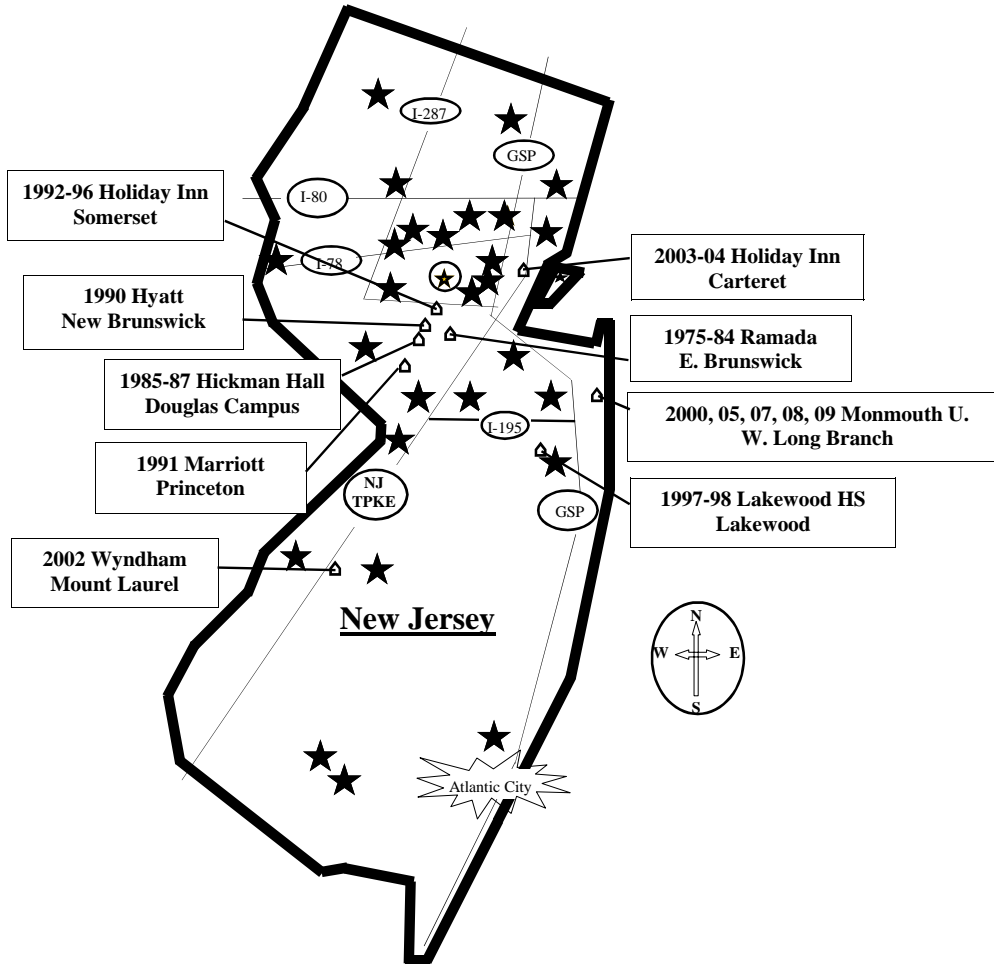 I-287
GSP
1992-96 Holiday Inn
Somerset
I-80
I-78
2003-04 Holiday Inn
Carteret
1990 Hyatt
New Brunswick
1975-84 Ramada
E. Brunswick
1985-87 Hickman Hall
Douglas Campus
2000, 05, 07, 08, 09 Monmouth U.
W. Long Branch
I-195
1991 Marriott
Princeton
NJ
TPKE
GSP
1997-98 Lakewood HS
Lakewood
2002 Wyndham
Mount Laurel
New Jersey
N
W E
S
Atlantic City